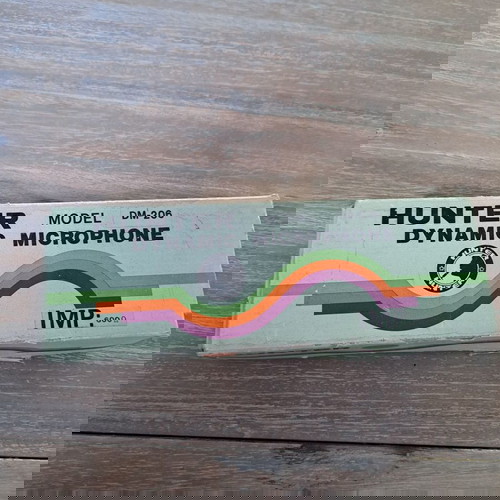 HUNTER
MODEL DM-306
DYNAMIC MICROPHONE
IMP: